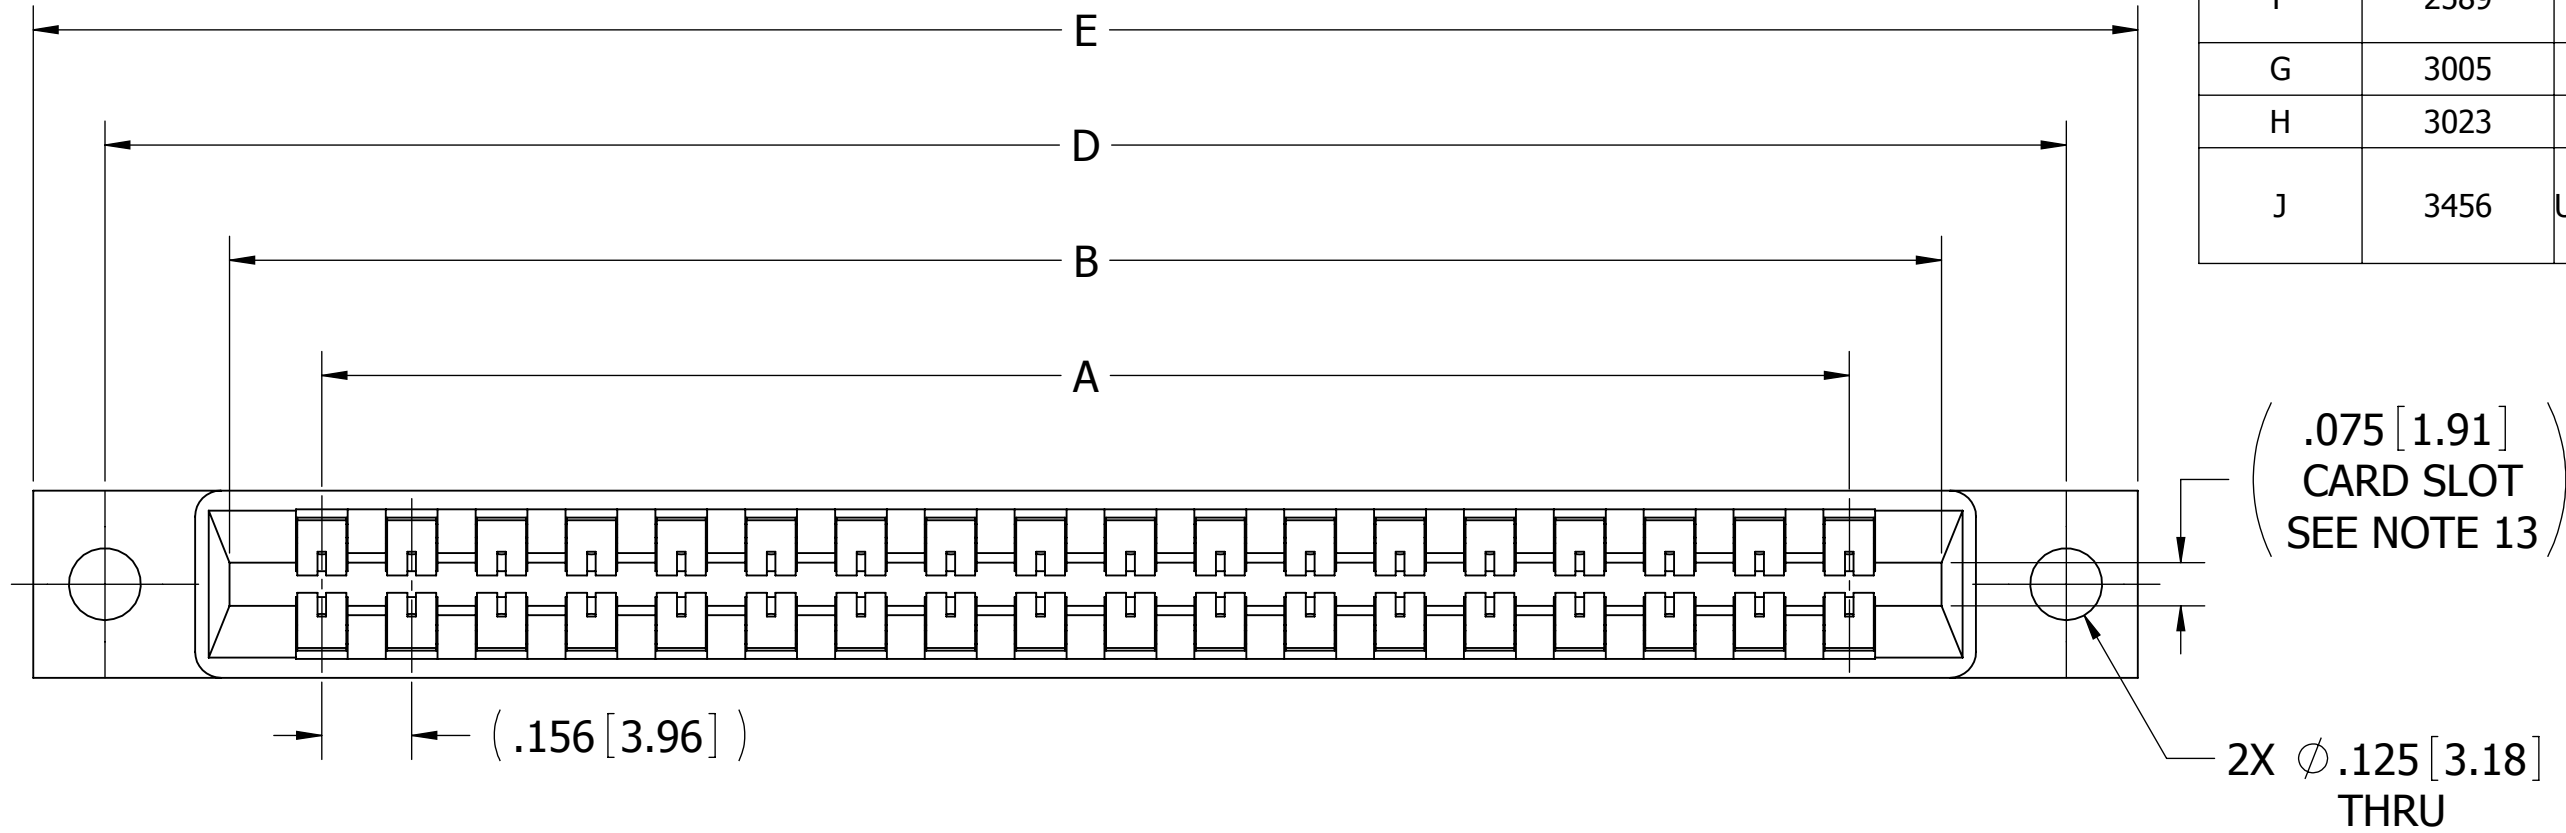 E
D
B
A
G 3005
H 3023
J 3456
( .075 [1.91] )
CARD SLOT
SEE NOTE 13
( .156 [3.96] )
2X ∅ .125 [3.18]
THRU